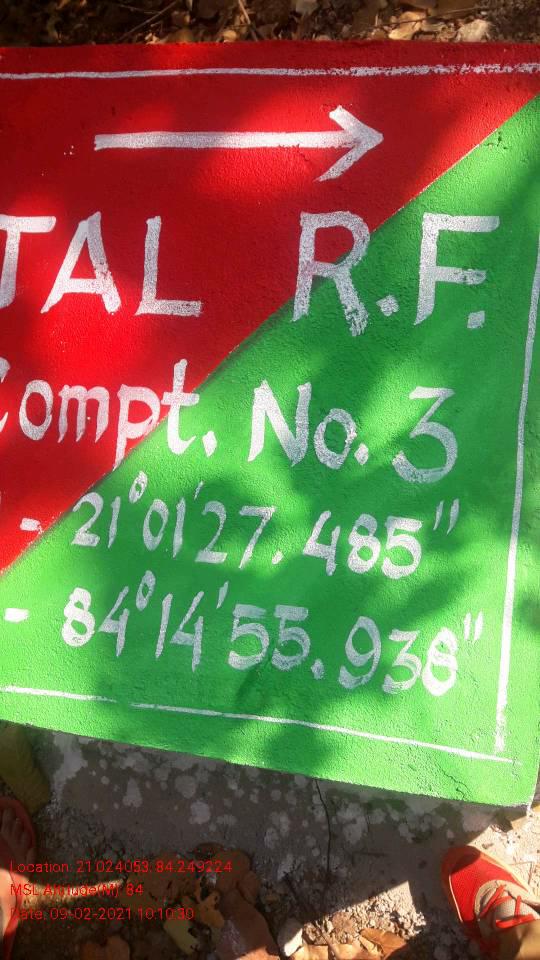 TAL R.F.
Compt. No. 3
- 21°01'27.485"
- 84°14'55.938"
Location: 21.024053, 84.249224
MSL Altitude(M): 84
Date: 09-02-2021 10:10:30